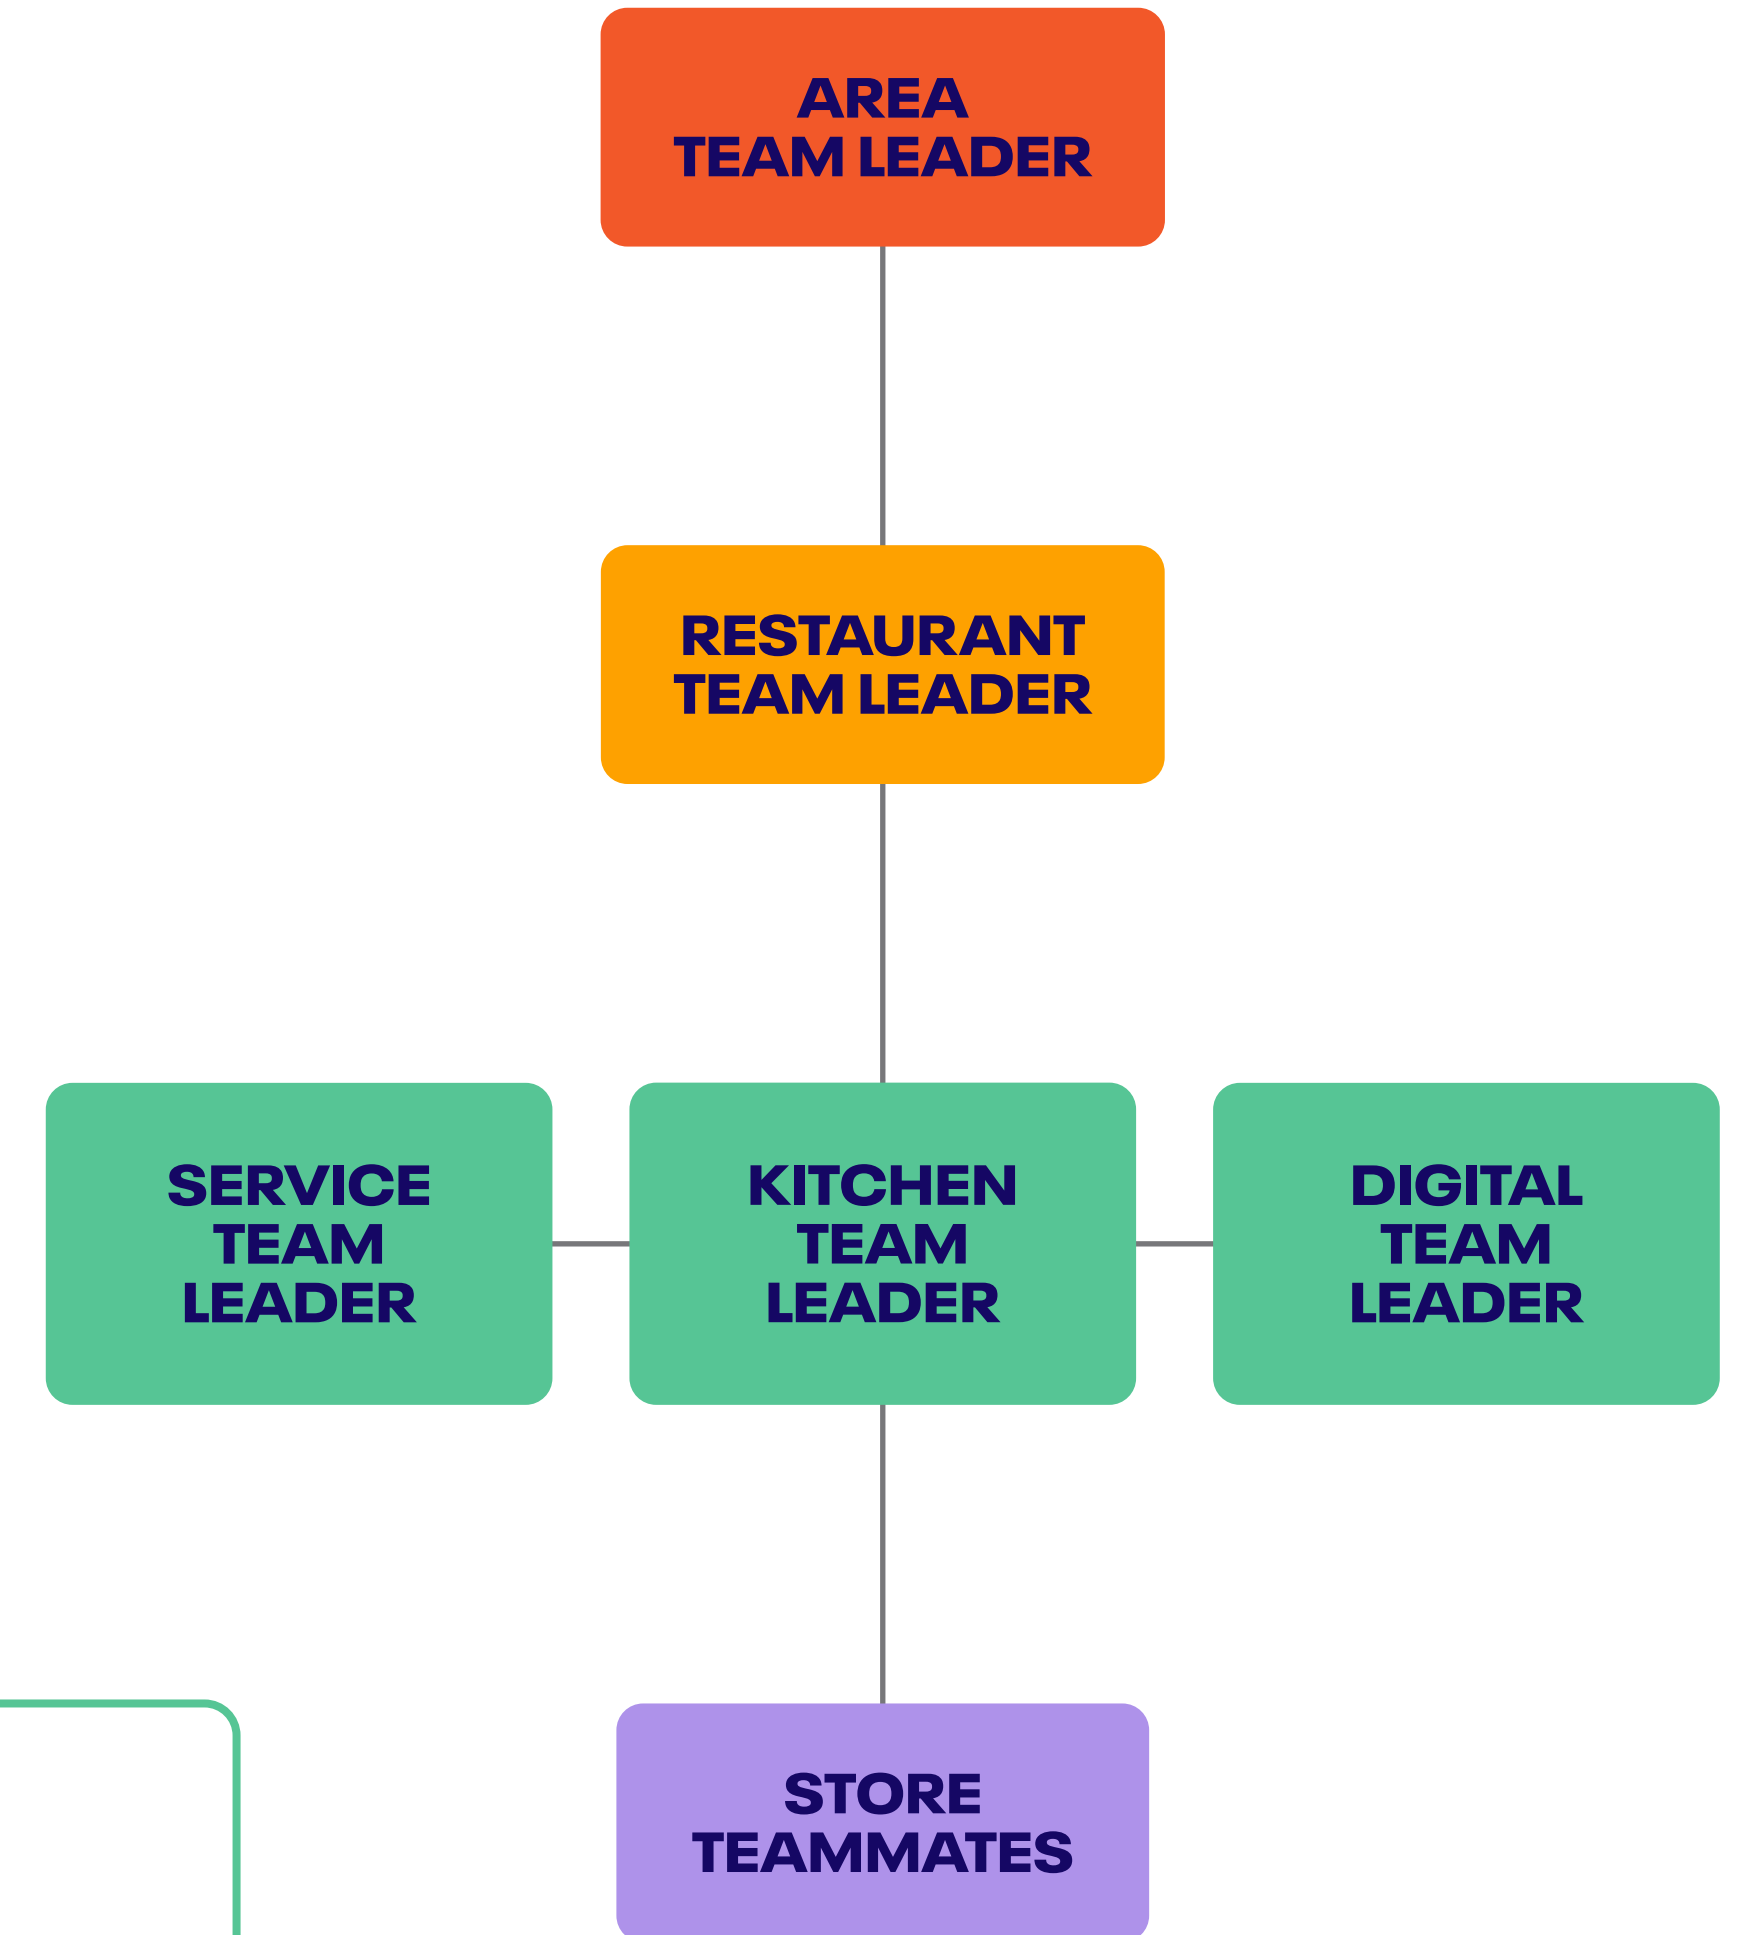 AREA
TEAM LEADER
RESTAURANT
TEAM LEADER
SERVICE
TEAM
LEADER
KITCHEN
TEAM
LEADER
DIGITAL
TEAM
LEADER
STORE
TEAMMATES